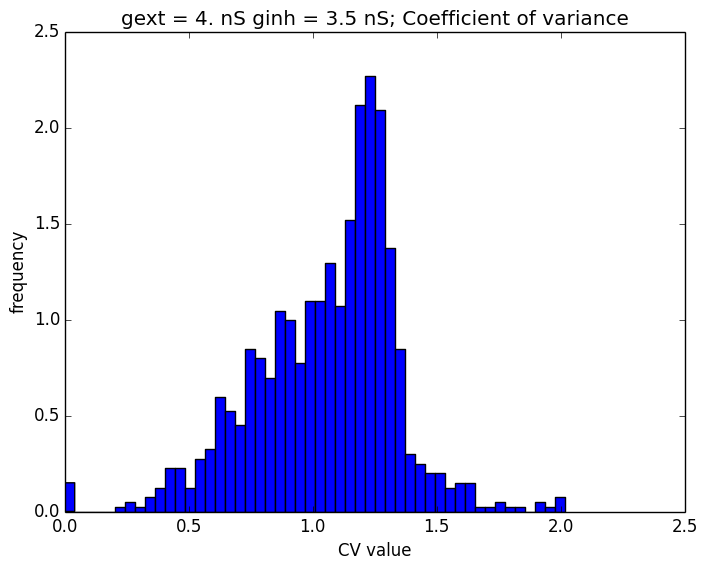 gext = 4. nS ginh = 3.5 nS; Coefficient of variance
2.5
2.0
1.5
1.0
0.5
0.0
frequency
0.0 0.5 1.0 1.5 2.0 2.5
CV value